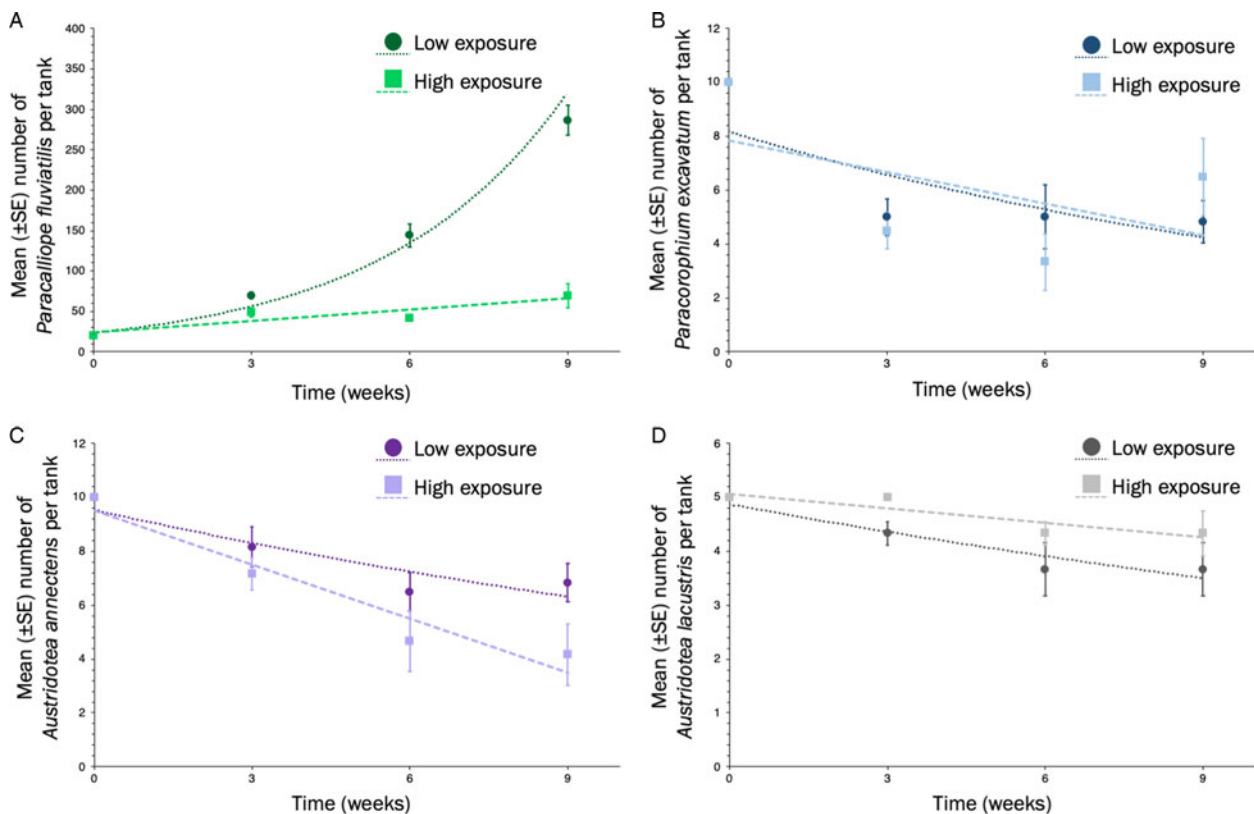 A
Mean (±SE) number of
Paracalliope fluviatilis per tank
400
350
300
250
200
150
100
50
0
Low exposure
High exposure
0 3 6 9
Time (weeks)
B
Mean (±SE) number of
Paracorophium excavatum per tank
12
10
8
6
4
2
0
Low exposure
High exposure
0 3 6 9
Time (weeks)
C
Mean (±SE) number of
Austridotea annectens per tank
12
10
8
6
4
2
0
Low exposure
High exposure
0 3 6 9
Time (weeks)
D
Mean (±SE) number of
Austridotea lacustris per tank
6
5
4
3
2
1
0
Low exposure
High exposure
0 3 6 9
Time (weeks)